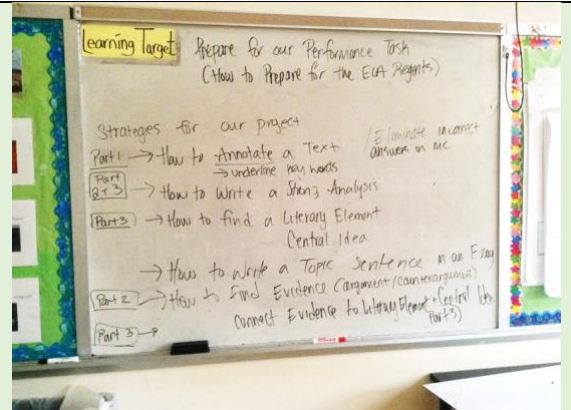 Learning Target: Prepare for our Performance Task
(How to Prepare for the ELA Regents)
Strategies for our project
Part 1 → How to Annotate a Text
→ underline key words
/Eliminate incorrect
answers in MC
Part
2+3 → How to Write a Analysis
Part 3 → How to find a Literary Element
Central Idea
→ How to Write a Topic Sentence in an Essay
Part 2 → How to Find Evidence (argument/counterargument)
Connect Evidence to Literary Element + Central Idea
Part 3)
Part 3 →